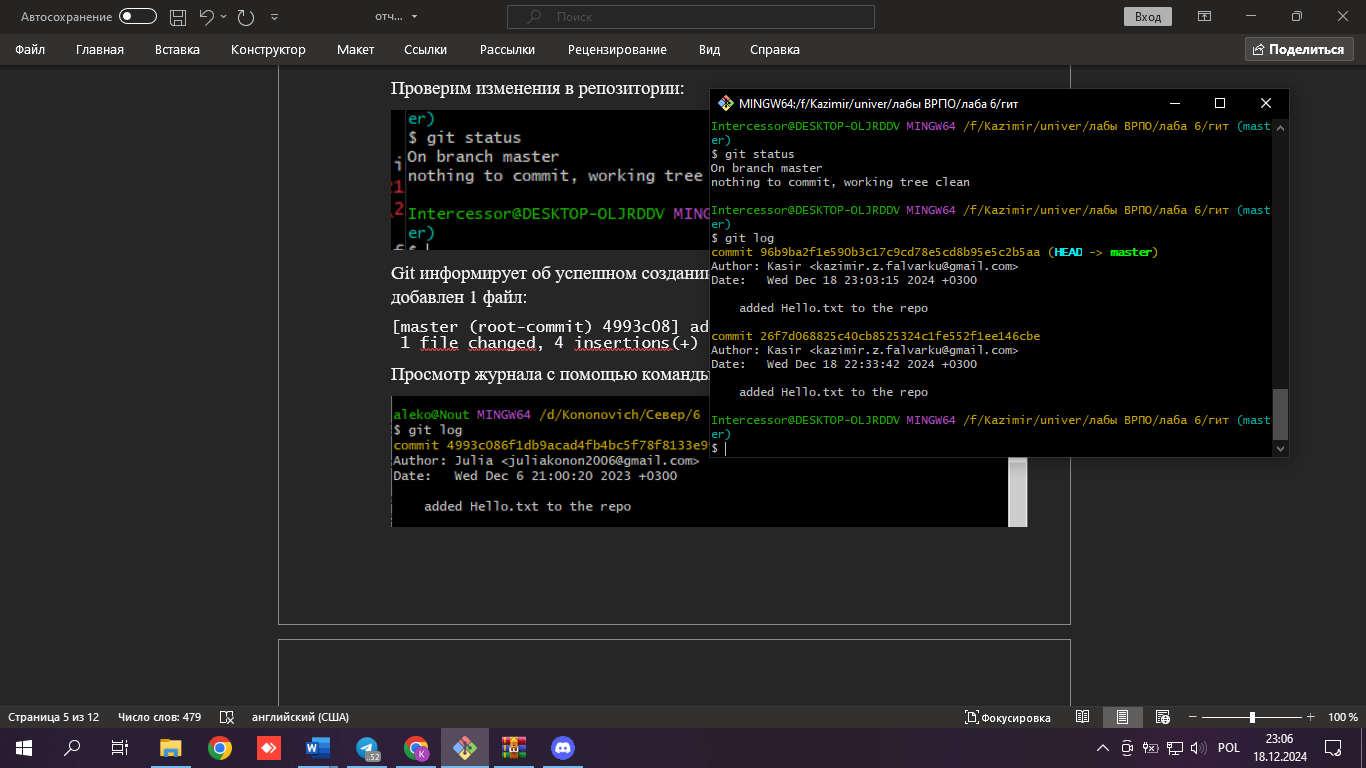 Автосохранение
отч...
Поиск
Вход
Файл
Главная
Вставка
Конструктор
Макет
Ссылки
Рассылки
Рецензирование
Вид
Справка
Поделиться
Проверим изменения в репозитории:
er)
$ git status
On branch master
nothing to commit, working tree
Intercessor@DESKTOP-OLJRDDV MING
er)
Git информирует об успешном создании
добавлен 1 файл:
[master (root-commit) 4993c08] ad
1 file changed, 4 insertions(+)
Просмотр журнала с помощью команды
aleko@Nout MINGW64 /d/Kononovich/Север/6
$ git log
commit 4993c086f1db9acad4fb4bc5f78f8133e9
Author: Julia <juliakonon2006@gmail.com>
Date:   Wed Dec 6 21:00:20 2023 +0300
added Hello.txt to the repo
MINGW64:/f/Kazimir/univer/лабы ВРПО/лаба 6/гит
Intercessor@DESKTOP-OLJRDDV MINGW64 /f/Kazimir/univer/лабы ВРПО/лаба 6/гит (mast
er)
$ git status
On branch master
nothing to commit, working tree clean
Intercessor@DESKTOP-OLJRDDV MINGW64 /f/Kazimir/univer/лабы ВРПО/лаба 6/гит (mast
er)
$ git log
commit 96b9ba2f1e590b3c17c9cd78e5cd8b95e5c2b5aa (HEAD -> master)
Author: Kasir <kazimir.z.falvarku@gmail.com>
Date:   Wed Dec 18 23:03:15 2024 +0300
added Hello.txt to the repo
commit 26f7d068825c40cb8525324c1fe552f1ee146cbe
Author: Kasir <kazimir.z.falvarku@gmail.com>
Date:   Wed Dec 18 22:33:42 2024 +0300
added Hello.txt to the repo
Intercessor@DESKTOP-OLJRDDV MINGW64 /f/Kazimir/univer/лабы ВРПО/лаба 6/гит (mast
er)
$
Страница 5 из 12
Число слов: 479
английский (США)
Фокусировка
100 %
52
POL
23:06
18.12.2024